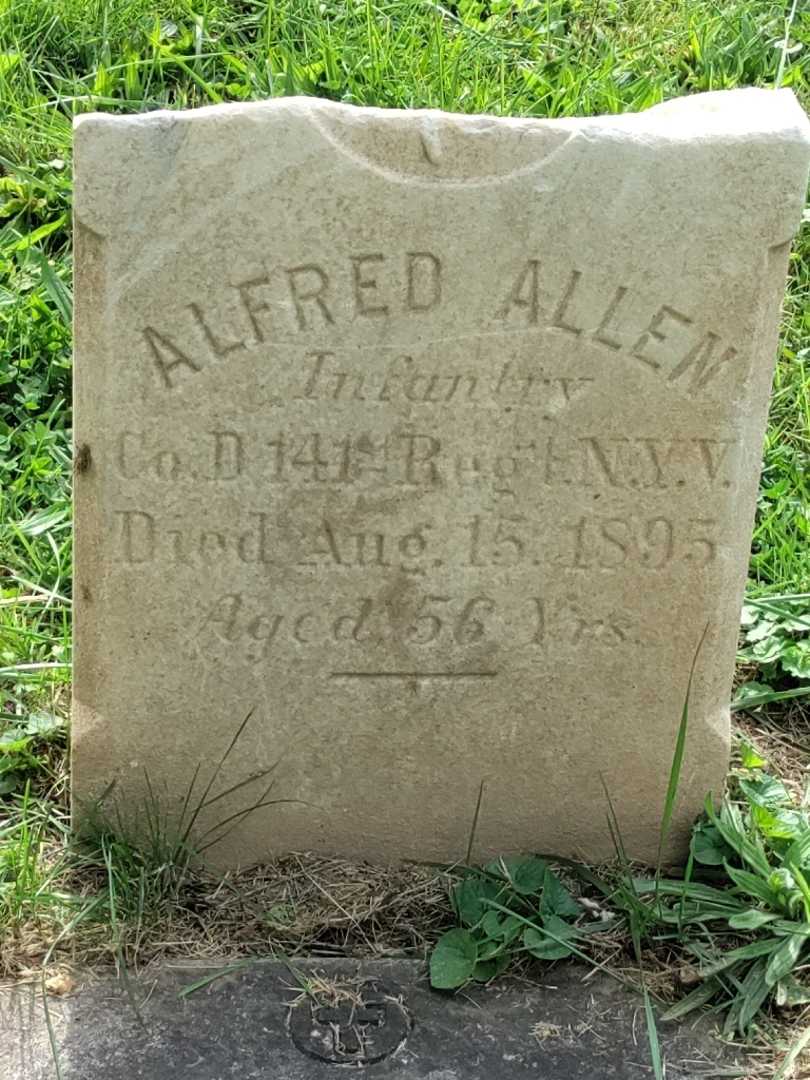 ALFRED ALLEN
Infantry
Co. D 141st Reg't. N.Y.V.
Died Aug. 15. 1895
Aged 56 Yrs.